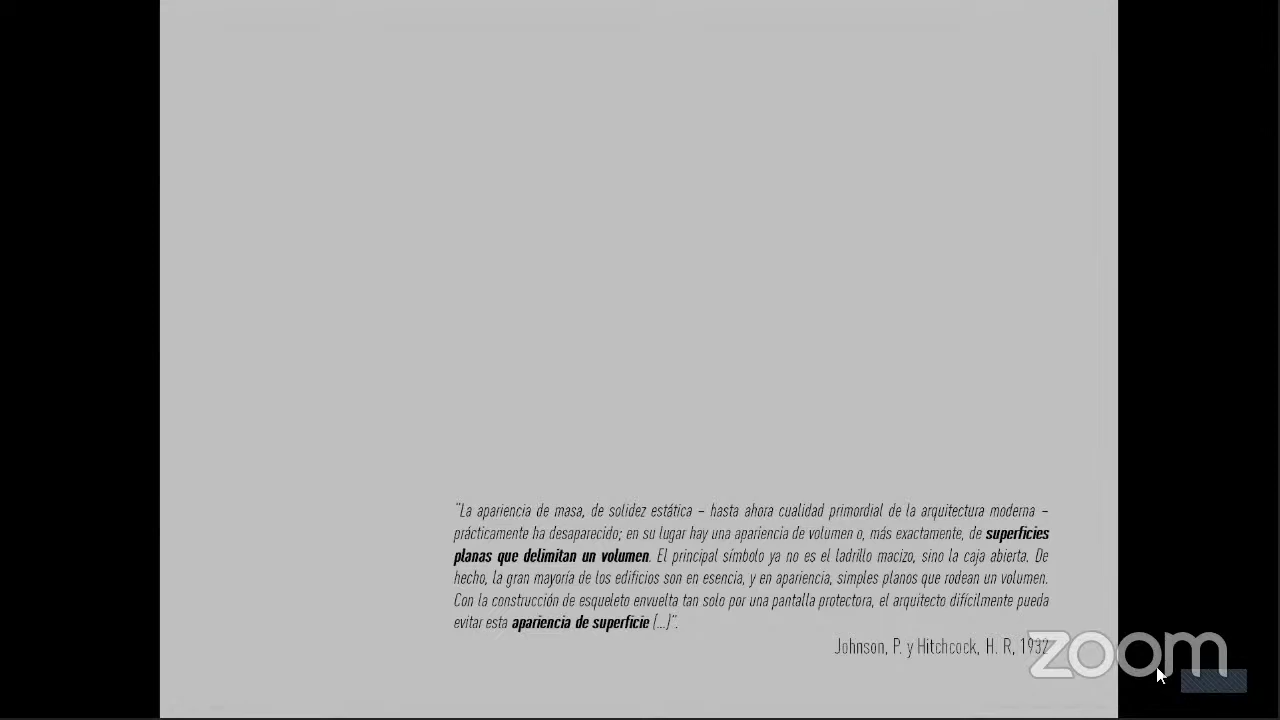 "La apariencia de masa, de solidez estática – hasta ahora cualidad primordial de la arquitectura moderna –
prácticamente ha desaparecido; en su lugar hay una apariencia de volumen o, más exactamente, de superficies
planas que delimitan un volumen. El principal símbolo ya no es el ladrillo macizo, sino la caja abierta. De
hecho, la gran mayoría de los edificios son en esencia, y en apariencia, simples planos que rodean un volumen.
Con la construcción de esqueleto envuelta tan solo por una pantalla protectora, el arquitecto difícilmente pueda
evitar esta apariencia de superficie (...)".
Johnson, P. y Hitchcock, H. R, 1932
zoom